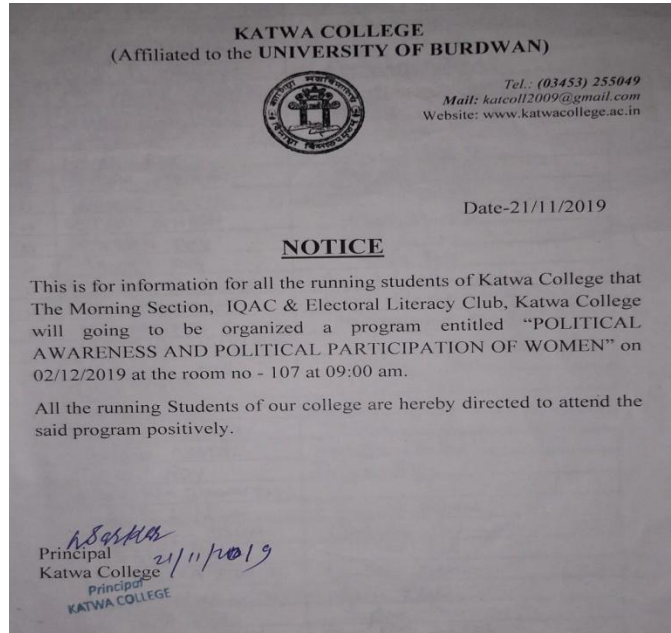 KATWA COLLEGE
(Affiliated to the UNIVERSITY OF BURDWAN)
Tel.: (03453) 255049
Mail: katcoll2009@gmail.com
Website: www.katwacollege.ac.in
Date-21/11/2019
NOTICE
This is for information for all the running students of Katwa College that
The Morning Section, IQAC & Electoral Literacy Club, Katwa College
will going to be organized a program entitled “POLITICAL
AWARENESS AND POLITICAL PARTICIPATION OF WOMEN” on
02/12/2019 at the room no - 107 at 09:00 am.
All the running Students of our college are hereby directed to attend the
said program positively.
Principal
Katwa College
21/11/2019
Principal
KATWA COLLEGE